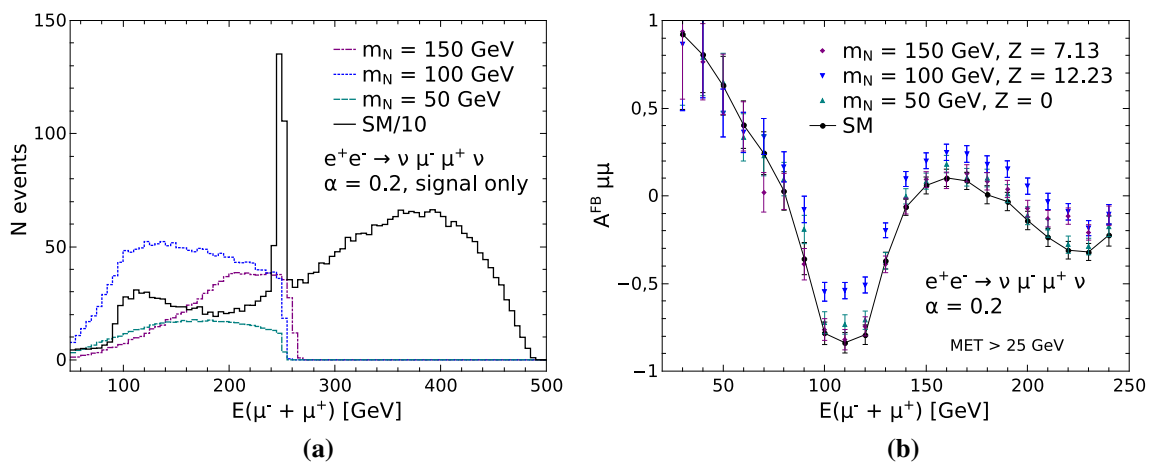 150
100
50
0
N events
100
200
300
400
500
E(μ⁻ + μ⁺) [GeV]
m_N = 150 GeV
m_N = 100 GeV
m_N = 50 GeV
SM/10
e⁺e⁻ → ν μ⁻ μ⁺ ν
α = 0.2, signal only
(a)
1
0,5
0
−0,5
−1
A^FB μμ
50
100
150
200
250
E(μ⁻ + μ⁺) [GeV]
m_N = 150 GeV, Z = 7.13
m_N = 100 GeV, Z = 12.23
m_N = 50 GeV, Z = 0
SM
e⁺e⁻ → ν μ⁻ μ⁺ ν
α = 0.2
MET > 25 GeV
(b)